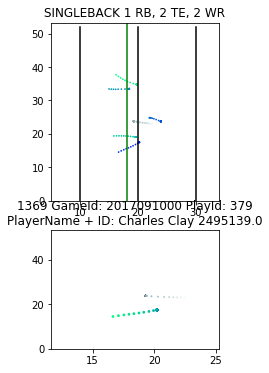 SINGLEBACK 1 RB, 2 TE, 2 WR
50
40
30
20
10
0
10 20 30
1369 GameId: 2017091000 PlayId: 379
PlayerName + ID: Charles Clay 2495139.0
40
20
0
15 20 25